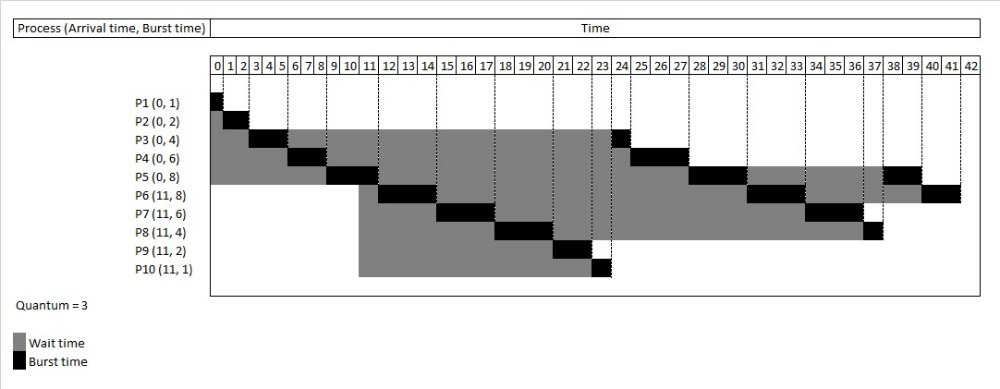 Process (Arrival time, Burst time) Time
0 1 2 3 4 5 6 7 8 9 10 11 12 13 14 15 16 17 18 19 20 21 22 23 24 25 26 27 28 29 30 31 32 33 34 35 36 37 38 39 40 41 42
P1 (0, 1)
P2 (0, 2)
P3 (0, 4)
P4 (0, 6)
P5 (0, 8)
P6 (11, 8)
P7 (11, 6)
P8 (11, 4)
P9 (11, 2)
P10 (11, 1)
Quantum = 3
Wait time
Burst time